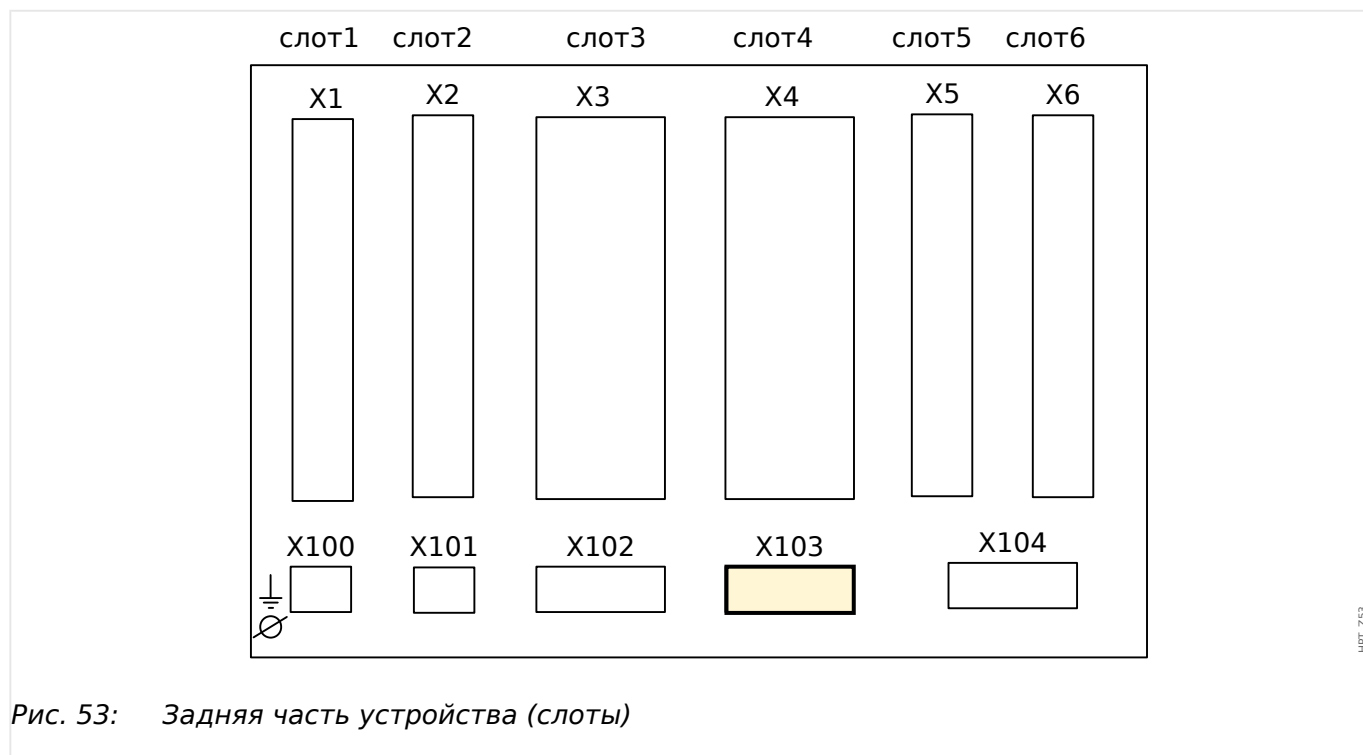 слот1 слот2 слот3 слот4 слот5 слот6
X1 X2 X3 X4 X5 X6
X100 X101 X102 X103 X104
HPT_Z53
Рис. 53: Задняя часть устройства (слоты)